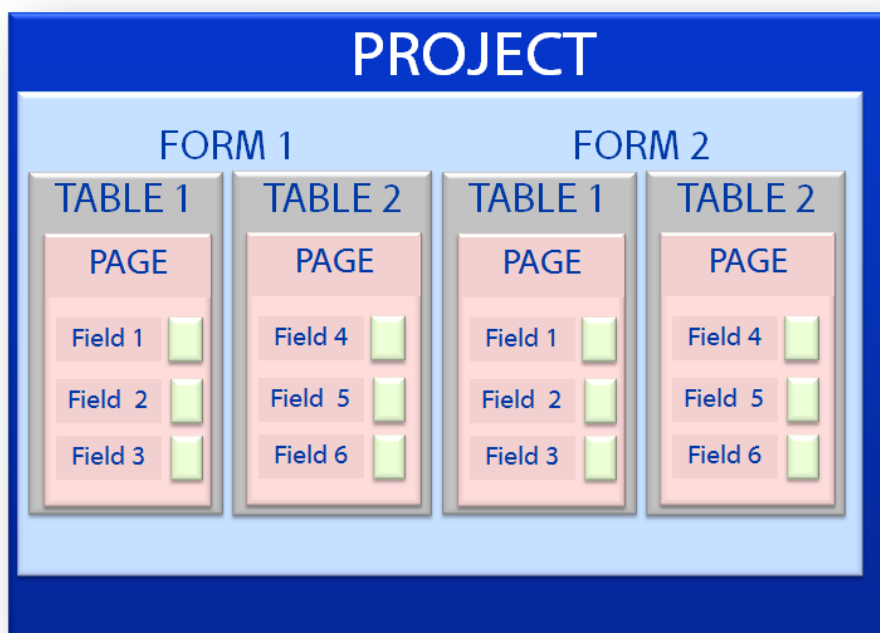 PROJECT
FORM 1
FORM 2
TABLE 1
TABLE 2
TABLE 1
TABLE 2
PAGE
PAGE
PAGE
PAGE
Field 1
Field 4
Field 1
Field 4
Field 2
Field 5
Field 2
Field 5
Field 3
Field 6
Field 3
Field 6